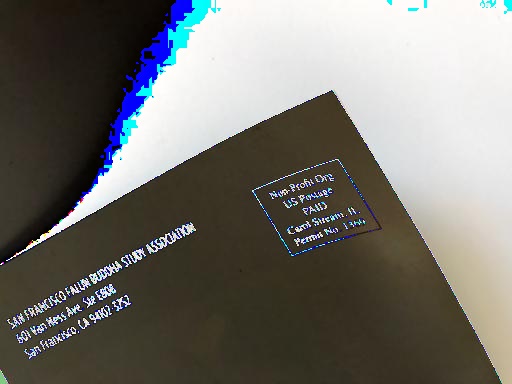 Non-Profit Org
US Postage
PAID
Carol Stream, IL
Permit No. 1369
SAN FRANCISCO FALUN BUDDHA STUDY ASSOCIATION
601 Van Ness Ave. Ste E808
San Francisco, CA 94102-3252